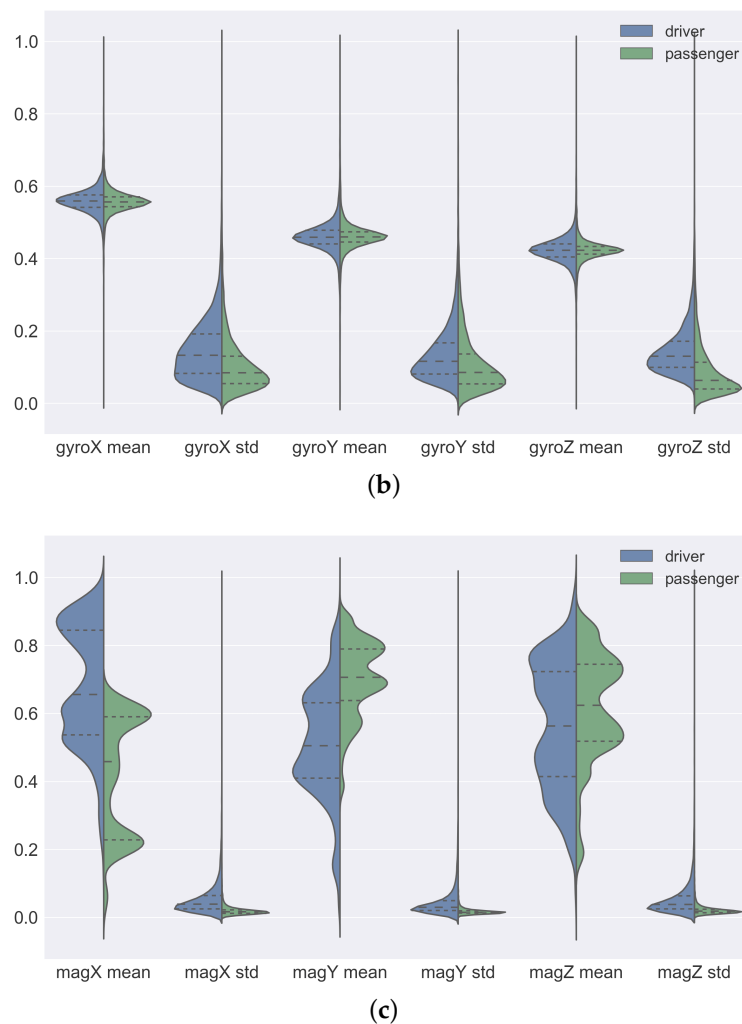 driver
passenger
1.0
0.8
0.6
0.4
0.2
0.0
gyroX mean gyroX std gyroY mean gyroY std gyroZ mean gyroZ std
(b)
driver
passenger
1.0
0.8
0.6
0.4
0.2
0.0
magX mean magX std magY mean magY std magZ mean magZ std
(c)